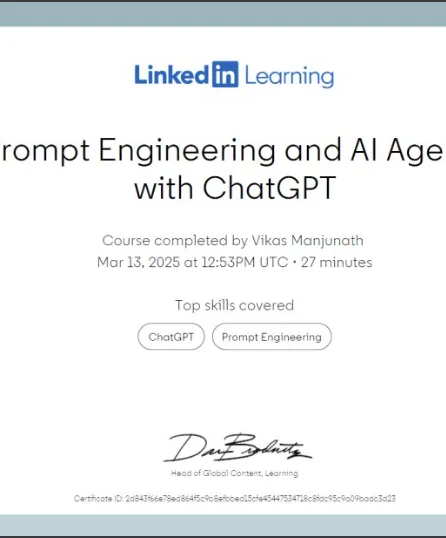 Linked in Learning
rompt Engineering and AI Age
with ChatGPT
Course completed by Vikas Manjunath
Mar 13, 2025 at 12:53PM UTC • 27 minutes
Top skills covered
ChatGPT
Prompt Engineering
Head of Global Content, Learning
Certificate ID: